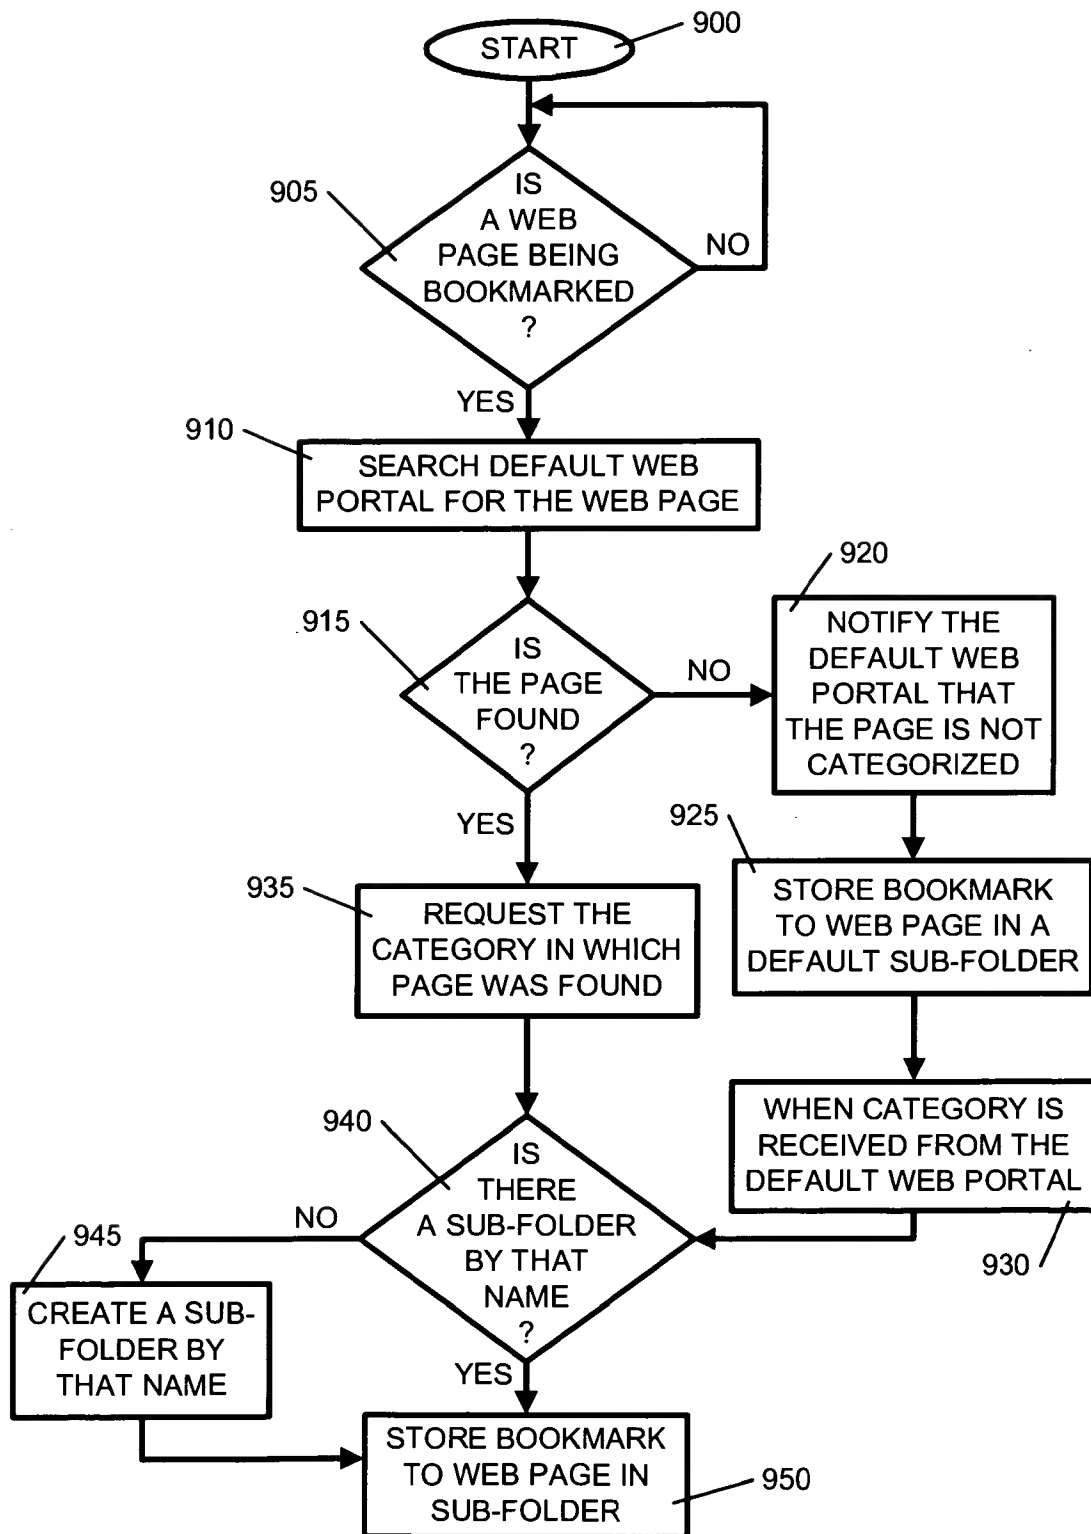 900
START
905
IS
A WEB
PAGE BEING
BOOKMARKED
?
NO
YES
910
SEARCH DEFAULT WEB
PORTAL FOR THE WEB PAGE
915
IS
THE PAGE
FOUND
?
NO
920
NOTIFY THE
DEFAULT WEB
PORTAL THAT
THE PAGE IS NOT
CATEGORIZED
YES
925
STORE BOOKMARK
TO WEB PAGE IN A
DEFAULT SUB-FOLDER
935
REQUEST THE
CATEGORY IN WHICH
PAGE WAS FOUND
WHEN CATEGORY IS
RECEIVED FROM THE
DEFAULT WEB PORTAL
930
940
IS
THERE
A SUB-FOLDER
BY THAT
NAME
?
NO
945
CREATE A SUB-
FOLDER BY
THAT NAME
YES
STORE BOOKMARK
TO WEB PAGE IN
SUB-FOLDER
950